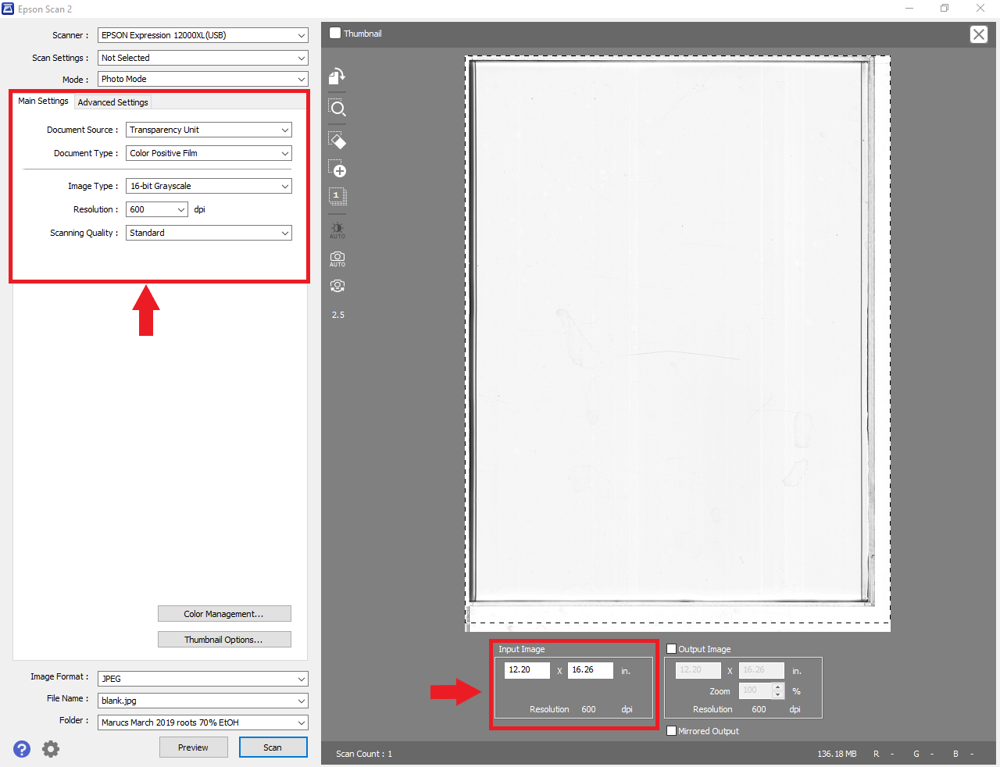 Epson Scan 2
Scanner : EPSON Expression 12000XL(USB)
Scan Settings : Not Selected
Mode : Photo Mode
Main Settings Advanced Settings
Document Source : Transparency Unit
Document Type : Color Positive Film
Image Type : 16-bit Grayscale
Resolution : 600 dpi
Scanning Quality : Standard
Color Management...
Thumbnail Options...
Image Format : JPEG
File Name : blank.jpg
Folder : Marucs March 2019 roots 70% EtOH
? Preview Scan
Thumbnail
1
AUTO
AUTO
2.5
Input Image
12.20 X 16.26 in.
Resolution 600 dpi
Output Image
12.20 X 16.26 in.
Zoom 100 %
Resolution 600 dpi
Mirrored Output
Scan Count : 1 136.18 MB R - G - B -